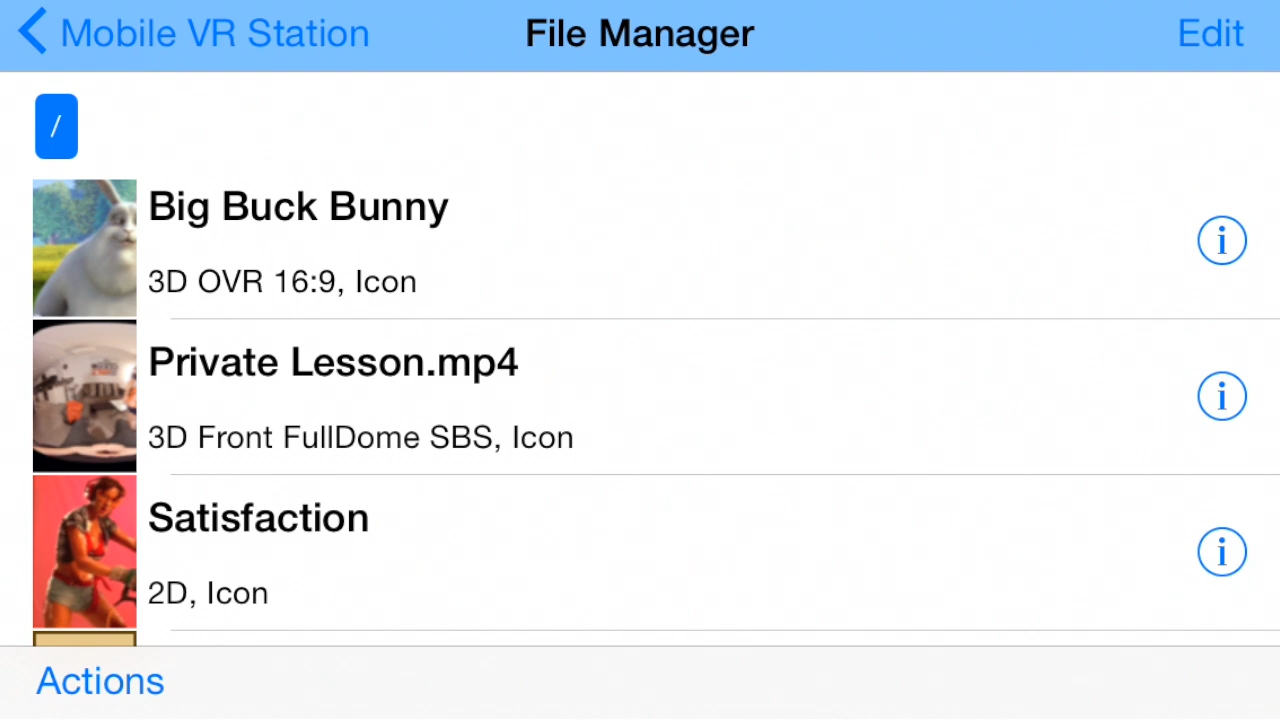 Mobile VR Station File Manager Edit
/
Big Buck Bunny
3D OVR 16:9, Icon
Private Lesson.mp4
3D Front FullDome SBS, Icon
Satisfaction
2D, Icon
Actions